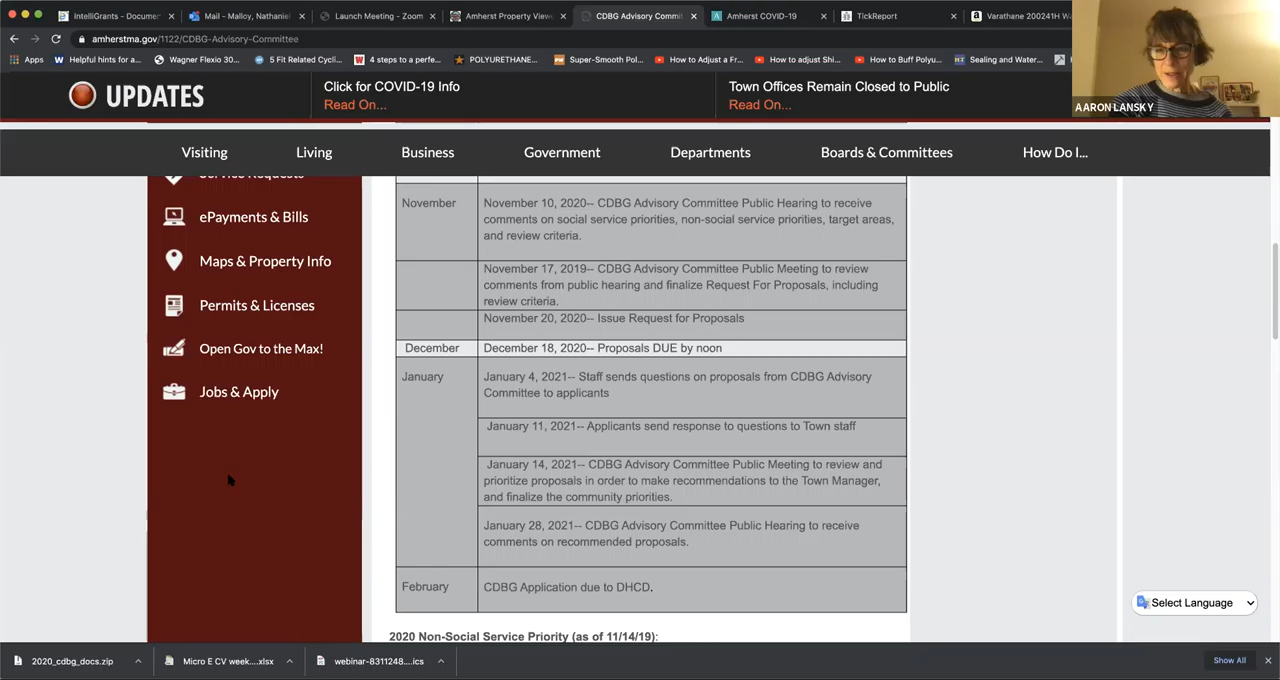 IntelliGrants - Documen
Mail - Malloy, Nathaniel
Launch Meeting - Zoom
Amherst Property View
CDBG Advisory Commit
Amherst COVID-19
TickReport
Varathane 200241H Wa
amherstma.gov/1122/CDBG-Advisory-Committee
Apps
Helpful hints for a...
Wagner Flexio 30...
5 Fit Related Cycli...
4 steps to a perfe...
POLYURETHANE...
Super-Smooth Pol...
How to Adjust a Fr...
How to adjust Shi...
How to Buff Polyu...
Sealing and Water...
UPDATES
Click for COVID-19 Info
Read On...
Town Offices Remain Closed to Public
Read On...
AARON LANSKY
Visiting
Living
Business
Government
Departments
Boards & Committees
How Do I...
Service Requests
ePayments & Bills
Maps & Property Info
Permits & Licenses
Open Gov to the Max!
Jobs & Apply
November
November 10, 2020-- CDBG Advisory Committee Public Hearing to receive
comments on social service priorities, non-social service priorities, target areas,
and review criteria.
November 17, 2019-- CDBG Advisory Committee Public Meeting to review
comments from public hearing and finalize Request For Proposals, including
review criteria.
November 20, 2020-- Issue Request for Proposals
December
December 18, 2020-- Proposals DUE by noon
January
January 4, 2021-- Staff sends questions on proposals from CDBG Advisory
Committee to applicants
January 11, 2021-- Applicants send response to questions to Town staff
January 14, 2021-- CDBG Advisory Committee Public Meeting to review and
prioritize proposals in order to make recommendations to the Town Manager,
and finalize the community priorities.
January 28, 2021-- CDBG Advisory Committee Public Hearing to receive
comments on recommended proposals.
February
CDBG Application due to DHCD.
2020 Non-Social Service Priority (as of 11/14/19):
Select Language
2020_cdbg_docs.zip
Micro E CV week....xlsx
webinar-8311248....ics
Show All